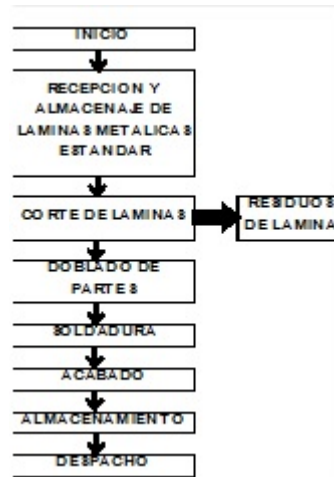 INICIO
RECEPCION Y
ALMACENAJE DE
LAMINAS METALICAS
ESTANDAR
CORTE DE LAMINAS
RESIDUOS
DE LAMINA
DOBLADO DE
PARTES
SOLDADURA
ACABADO
ALMACENAMIENTO
DESPACHO